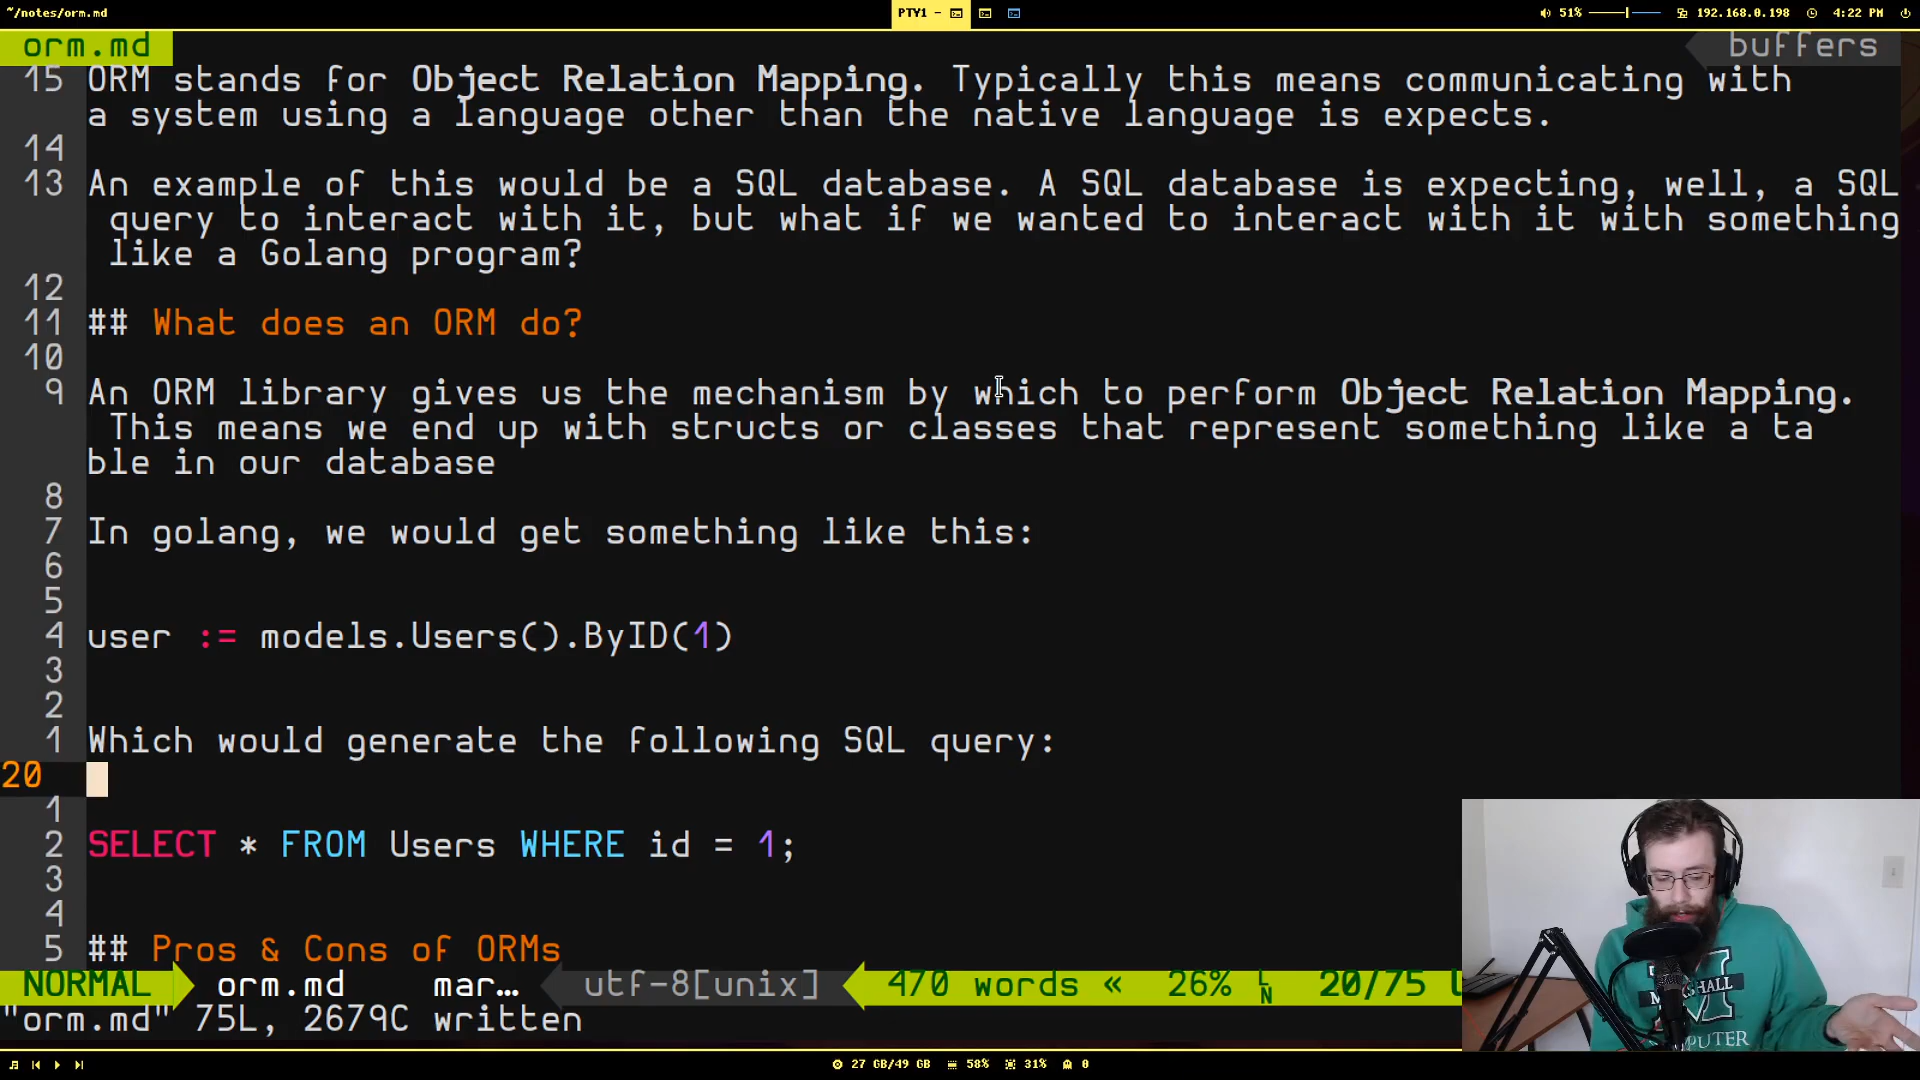 ~/notes/orm.md
PTY1 -
51%
192.168.0.198
4:22 PM
orm.md
buffers
15 ORM stands for Object Relation Mapping. Typically this means communicating with
a system using a language other than the native language is expects.
14
13 An example of this would be a SQL database. A SQL database is expecting, well, a SQL
query to interact with it, but what if we wanted to interact with it with something
like a Golang program?
12
11 ## What does an ORM do?
10
9 An ORM library gives us the mechanism by which to perform Object Relation Mapping.
This means we end up with structs or classes that represent something like a ta
ble in our database
8
7 In golang, we would get something like this:
6
5
4 user := models.Users().ByID(1)
3
2
1 Which would generate the following SQL query:
20
1
2 SELECT * FROM Users WHERE id = 1;
3
4
5 ## Pros & Cons of ORMs
NORMAL orm.md mar… utf-8[unix] 470 words « 26% LN 20/75
"orm.md" 75L, 2679C written
MARSHALL
COMPUTER
27 GB/49 GB 58% 31% 0